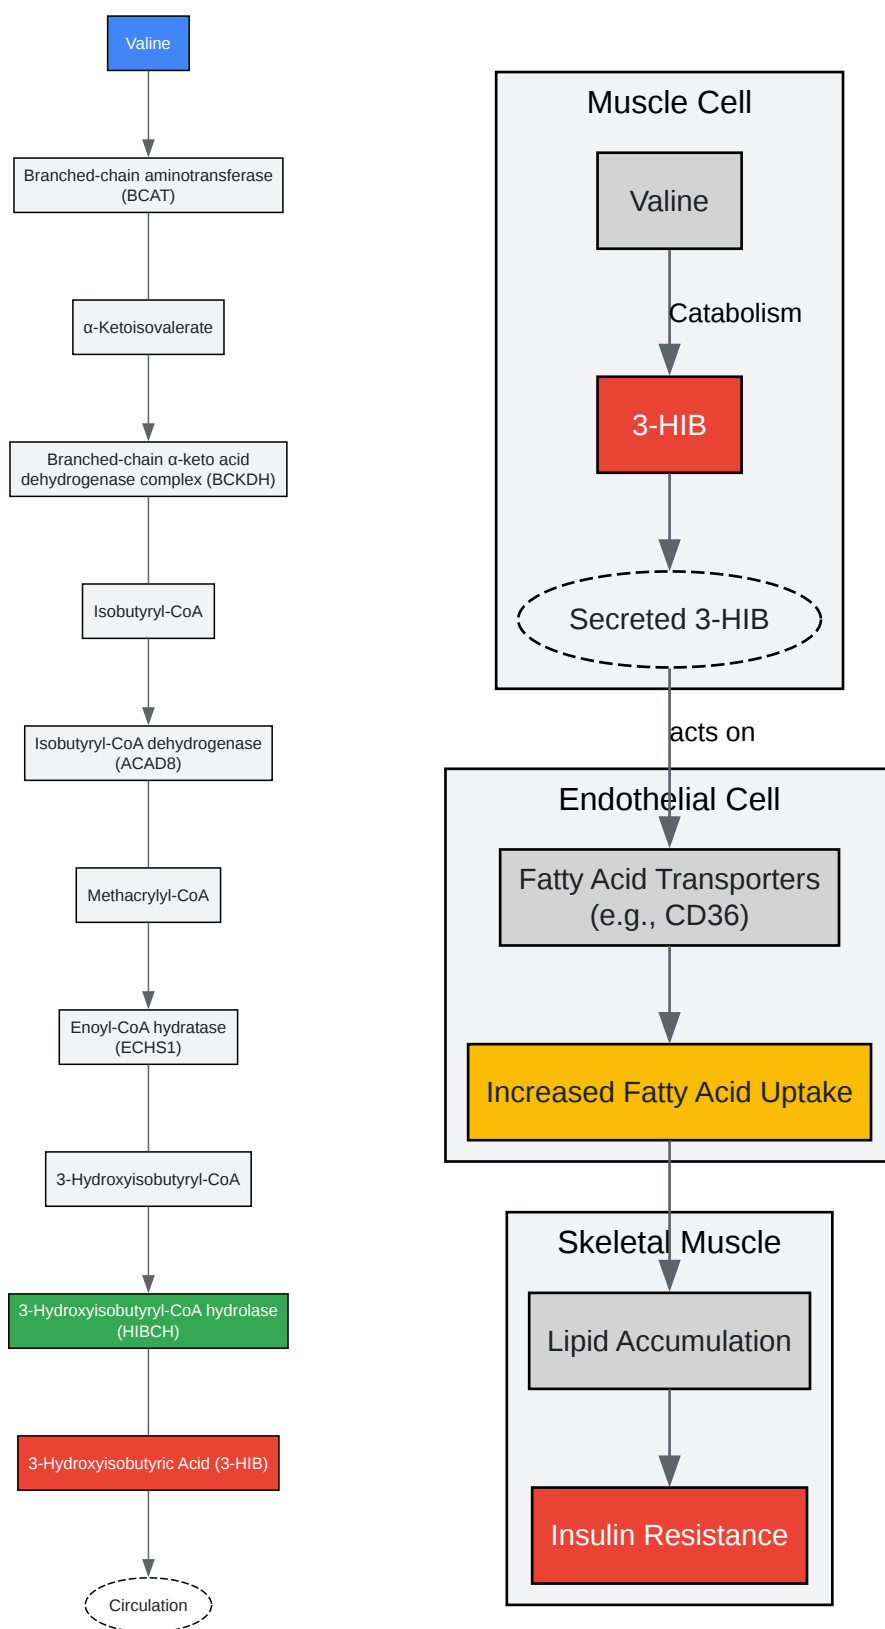 Valine
Branched-chain aminotransferase
(BCAT)
α-Ketoisovalerate
Branched-chain α-keto acid
dehydrogenase complex (BCKDH)
Isobutyryl-CoA
Isobutyryl-CoA dehydrogenase
(ACAD8)
Methacrylyl-CoA
Enoyl-CoA hydratase
(ECHS1)
3-Hydroxyisobutyryl-CoA
3-Hydroxyisobutyryl-CoA hydrolase
(HIBCH)
3-Hydroxyisobutyric Acid (3-HIB)
Circulation
Muscle Cell
Valine
Catabolism
3-HIB
Secreted 3-HIB
acts on
Endothelial Cell
Fatty Acid Transporters
(e.g., CD36)
Increased Fatty Acid Uptake
Skeletal Muscle
Lipid Accumulation
Insulin Resistance